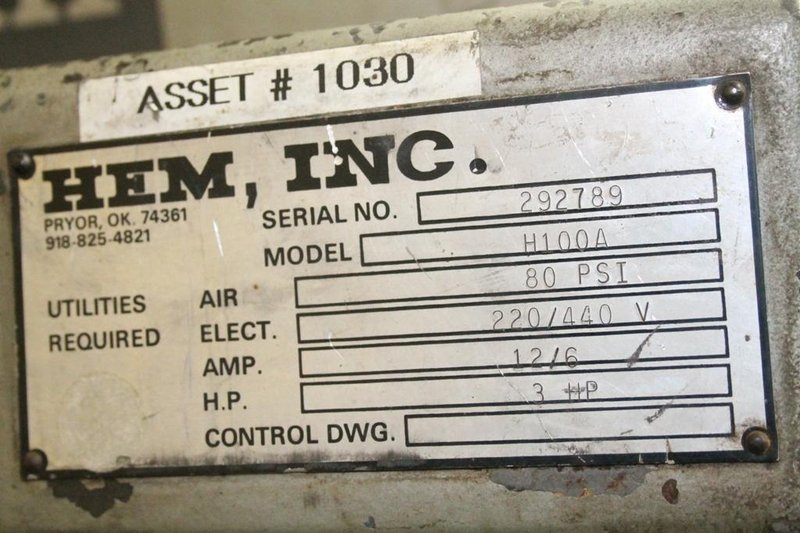 ASSET # 1030
HEM, INC.
PRYOR, OK. 74361
918-825-4821
SERIAL NO. 292789
MODEL H100A
UTILITIES REQUIRED
AIR 80 PSI
ELECT. 220/440 V
AMP. 12/6
H.P. 3 HP
CONTROL DWG.